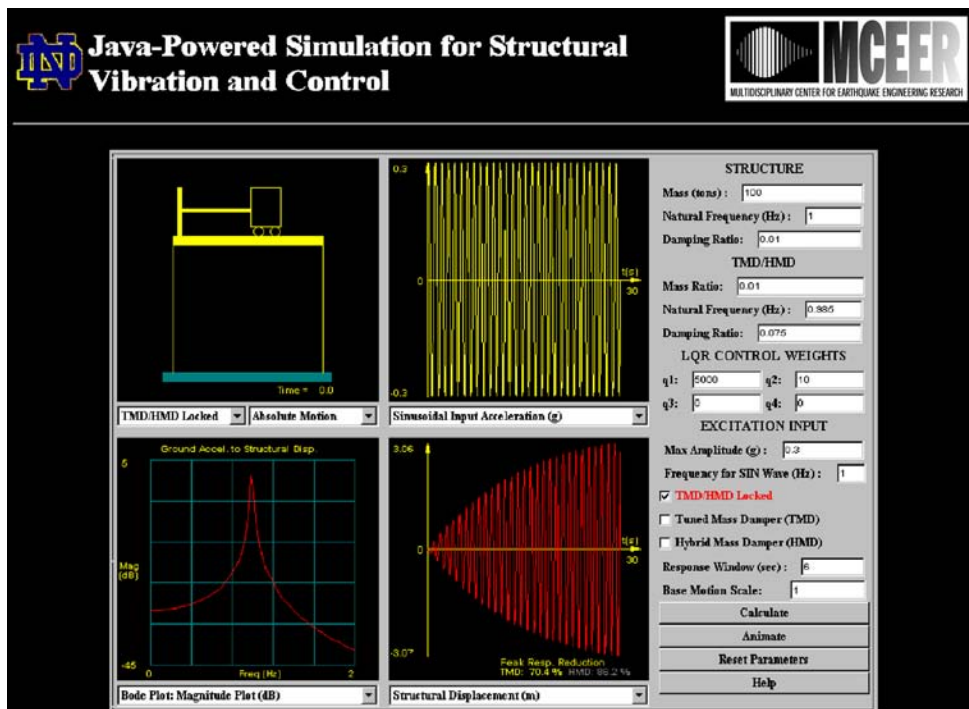 Java-Powered Simulation for Structural
Vibration and Control
MCEER
MULTIDISCIPLINARY CENTER FOR EARTHQUAKE ENGINEERING RESEARCH
Time = 0.0
TMD/HMD Locked
Absolute Motion
0.3
0
-0.3
t(s)
30
Sinusoidal Input Acceleration (g)
Ground Accel. to Structural Disp.
5
Mag
(dB)
-45
0
Freq (Hz)
2
Bode Plot: Magnitude Plot (dB)
3.06
0
-3.07
t(s)
30
Peak Resp. Reduction
TMD: 70.4 % HMD: 86.2 %
Structural Displacement (m)
STRUCTURE
Mass (tons) : 100
Natural Frequency (Hz) : 1
Damping Ratio: 0.01
TMD/HMD
Mass Ratio: 0.01
Natural Frequency (Hz) : 0.985
Damping Ratio: 0.075
LQR CONTROL WEIGHTS
q1: 5000 q2: 10
q3: 0 q4: 0
EXCITATION INPUT
Max Amplitude (g) : 0.3
Frequency for SIN Wave (Hz) : 1
TMD/HMD Locked
Tuned Mass Damper (TMD)
Hybrid Mass Damper (HMD)
Response Window (sec) : 6
Base Motion Scale: 1
Calculate
Animate
Reset Parameters
Help